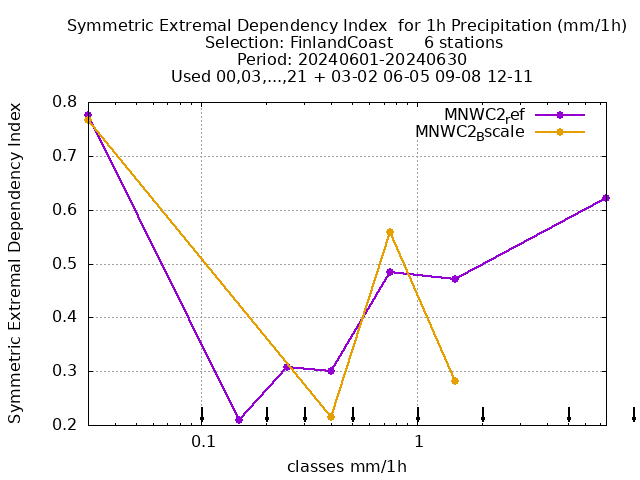 Symmetric Extremal Dependency Index  for 1h Precipitation (mm/1h)
Selection: FinlandCoast      6 stations
Period: 20240601-20240630
Used 00,03,...,21 + 03-02 06-05 09-08 12-11
Symmetric Extremal Dependency Index
0.8
0.7
0.6
0.5
0.4
0.3
0.2
MNWC2ref
MNWC2Bscale
0.1
1
classes mm/1h